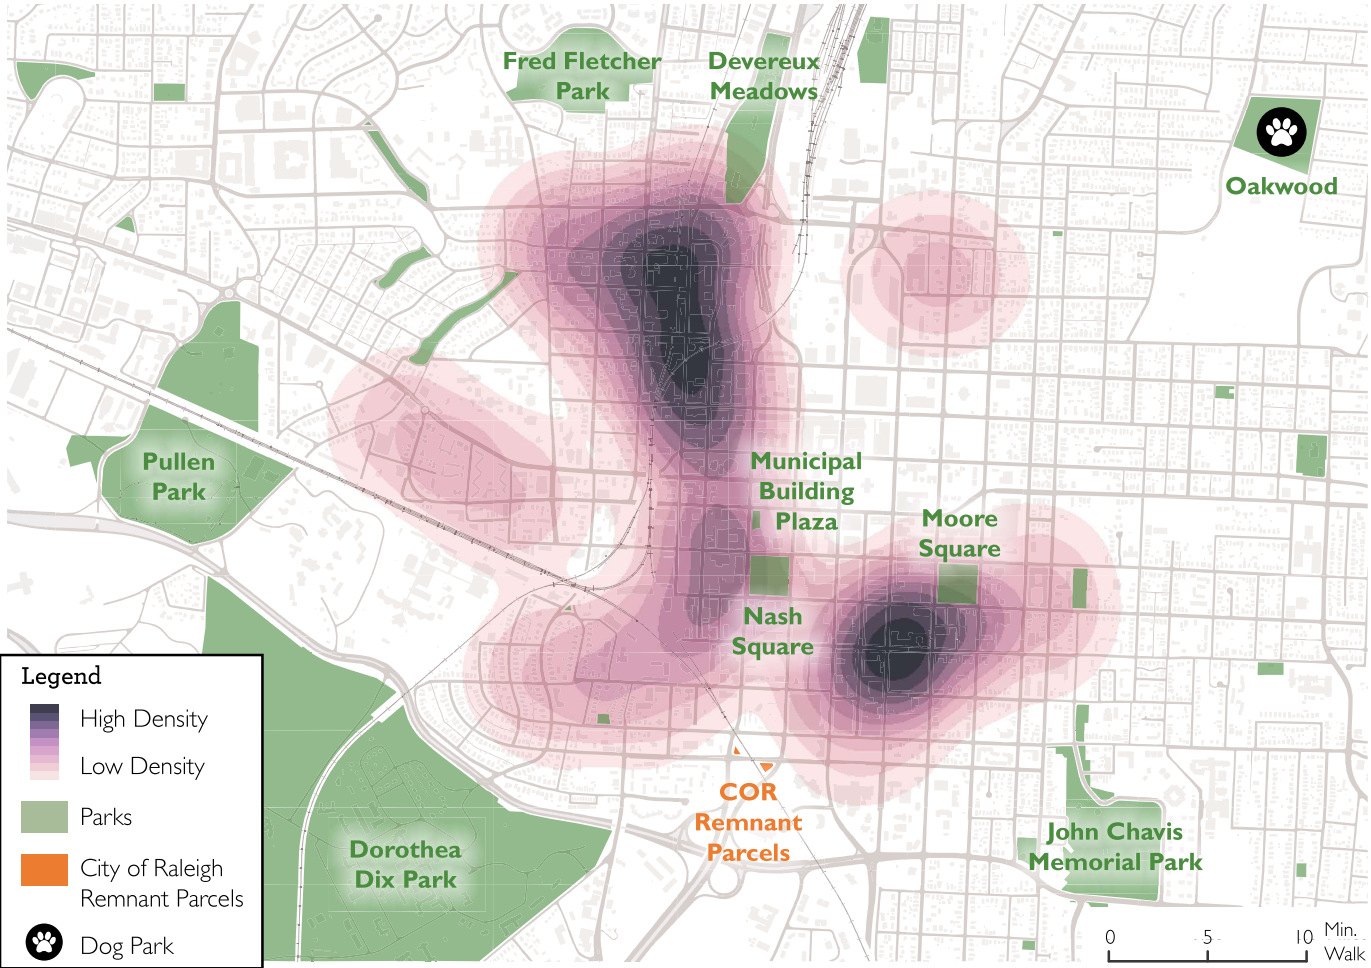 Fred Fletcher
Park
Devereux
Meadows
Oakwood
Pullen
Park
Municipal
Building
Plaza
Moore
Square
Nash
Square
Legend
High Density
Low Density
Parks
City of Raleigh
Remnant Parcels
Dog Park
COR
Remnant
Parcels
Dorothea
Dix Park
John Chavis
Memorial Park
0 5 10 Min.
Walk